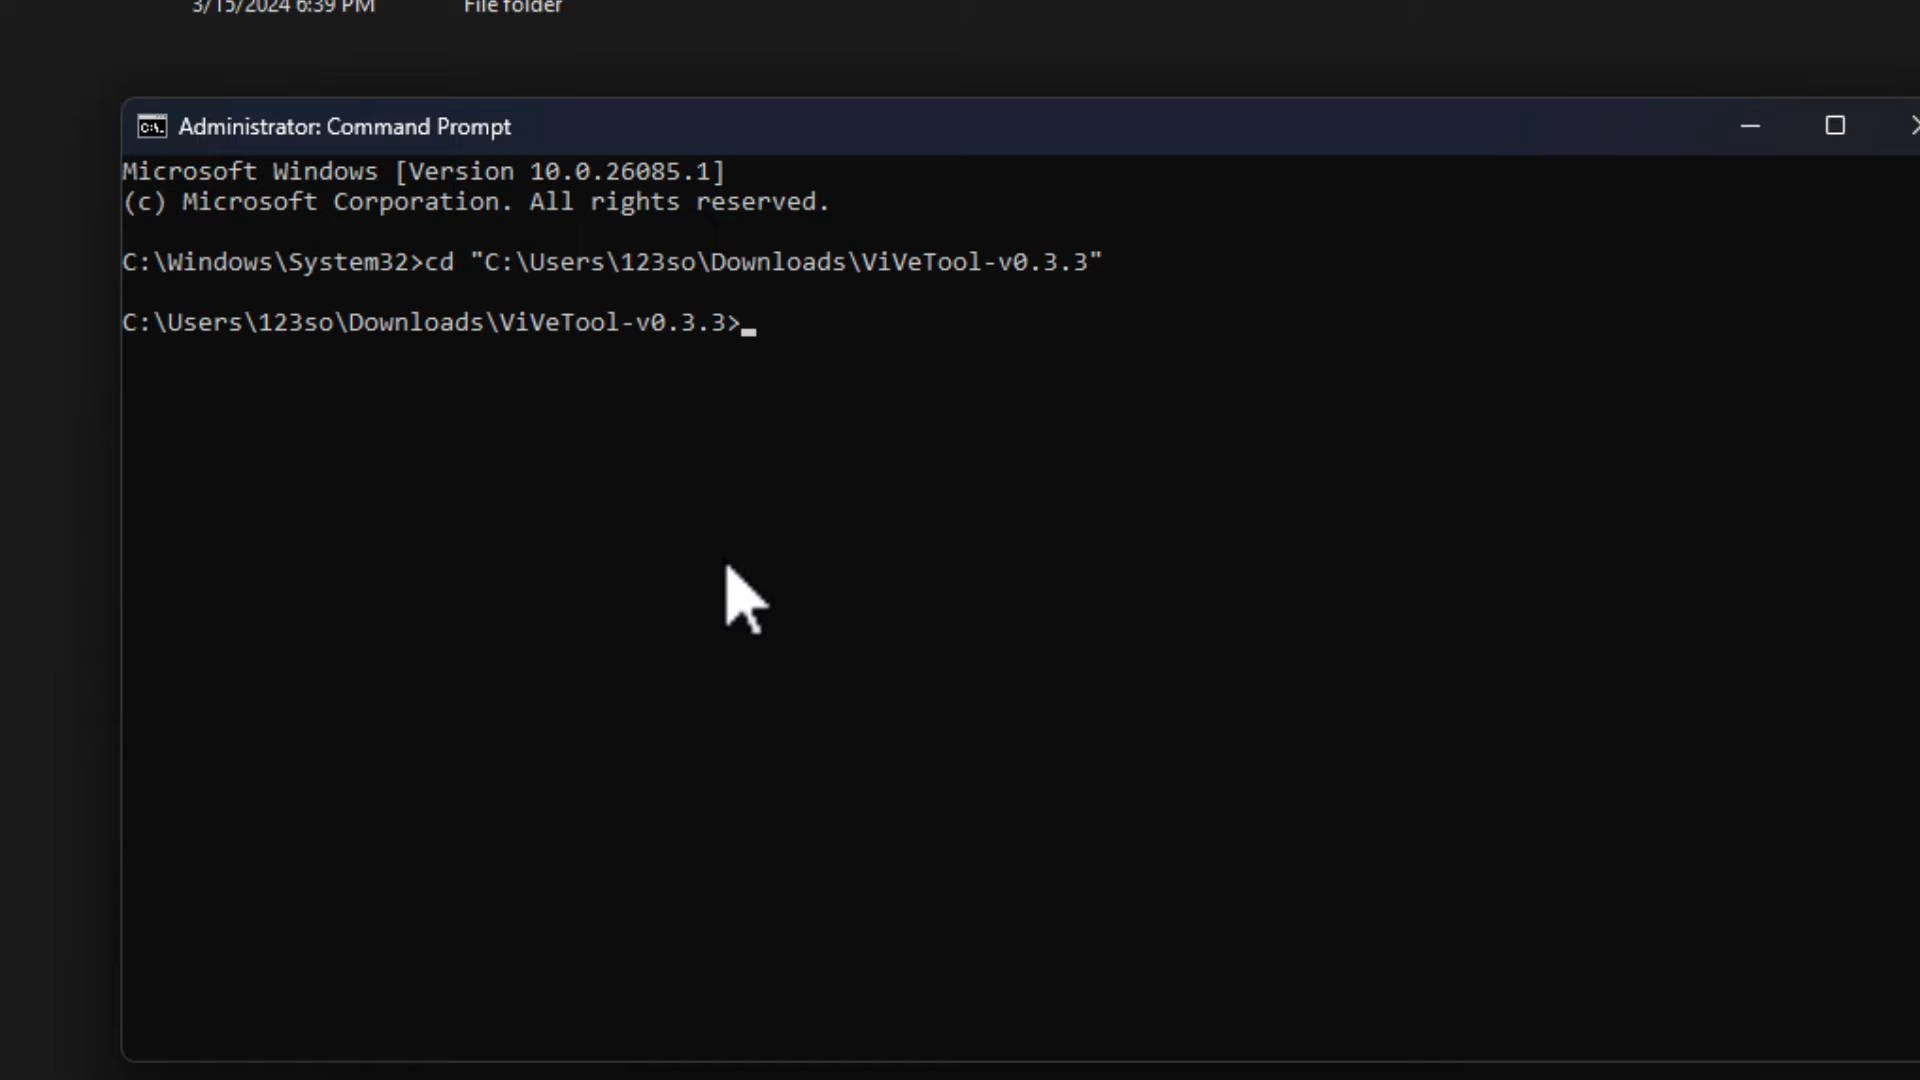 3/15/2024 6:39 PM File folder
Administrator: Command Prompt
Microsoft Windows [Version 10.0.26085.1]
(c) Microsoft Corporation. All rights reserved.
C:\Windows\System32>cd "C:\Users\123so\Downloads\ViVeTool-v0.3.3"
C:\Users\123so\Downloads\ViVeTool-v0.3.3>